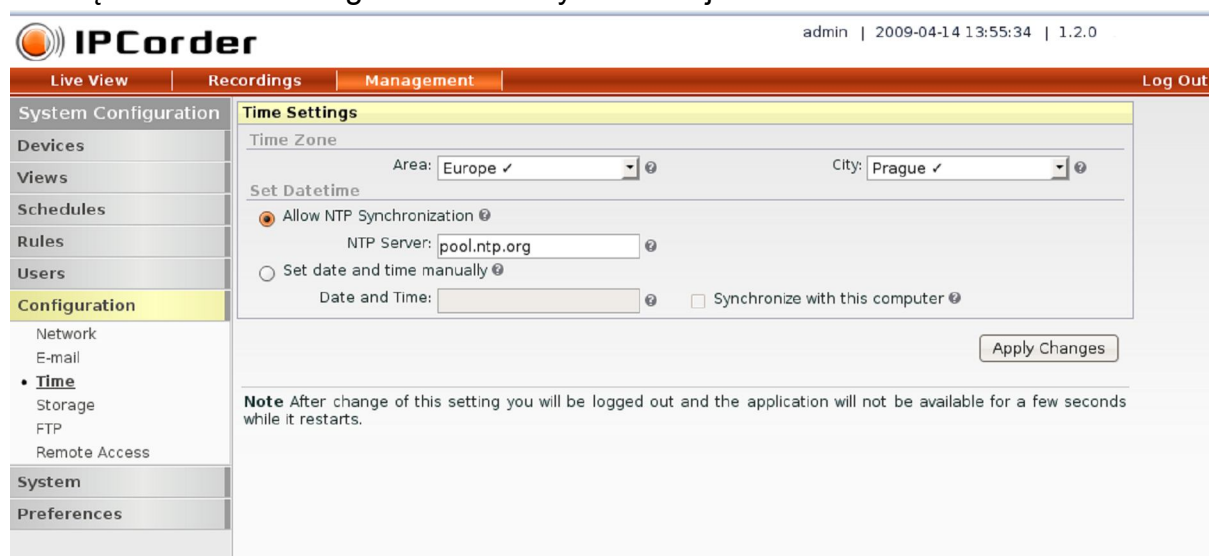 IPCorder
admin | 2009-04-14 13:55:34 | 1.2.0
Live View | Recordings | Management | Log Out
System Configuration
Devices
Views
Schedules
Rules
Users
Configuration
Network
E-mail
• Time
Storage
FTP
Remote Access
System
Preferences
Time Settings
Time Zone
Area: Europe ✓ City: Prague ✓
Set Datetime
Allow NTP Synchronization
NTP Server: pool.ntp.org
Set date and time manually
Date and Time: Synchronize with this computer
Apply Changes
Note After change of this setting you will be logged out and the application will not be available for a few seconds
while it restarts.